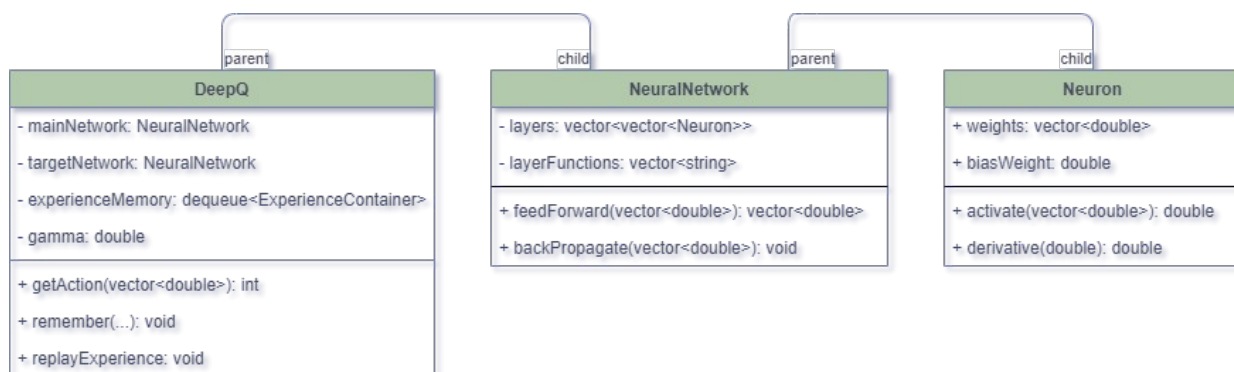 parent
child
parent
child
DeepQ
- mainNetwork: NeuralNetwork
- targetNetwork: NeuralNetwork
- experienceMemory: dequeue<ExperienceContainer>
- gamma: double
+ getAction(vector<double>): int
+ remember(...): void
+ replayExperience: void
NeuralNetwork
- layers: vector<vector<Neuron>>
- layerFunctions: vector<string>
+ feedForward(vector<double>): vector<double>
+ backPropagate(vector<double>): void
Neuron
+ weights: vector<double>
+ biasWeight: double
+ activate(vector<double>): double
+ derivative(double): double